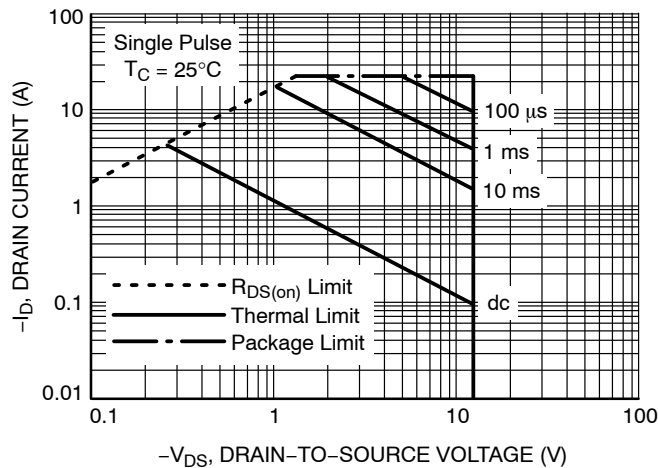 100
Single Pulse
T_C = 25°C
10
100 μs
1 ms
10 ms
1
R_DS(on) Limit
Thermal Limit
Package Limit
0.1
dc
0.01
0.1
1
10
100
−I_D, DRAIN CURRENT (A)
−V_DS, DRAIN−TO−SOURCE VOLTAGE (V)